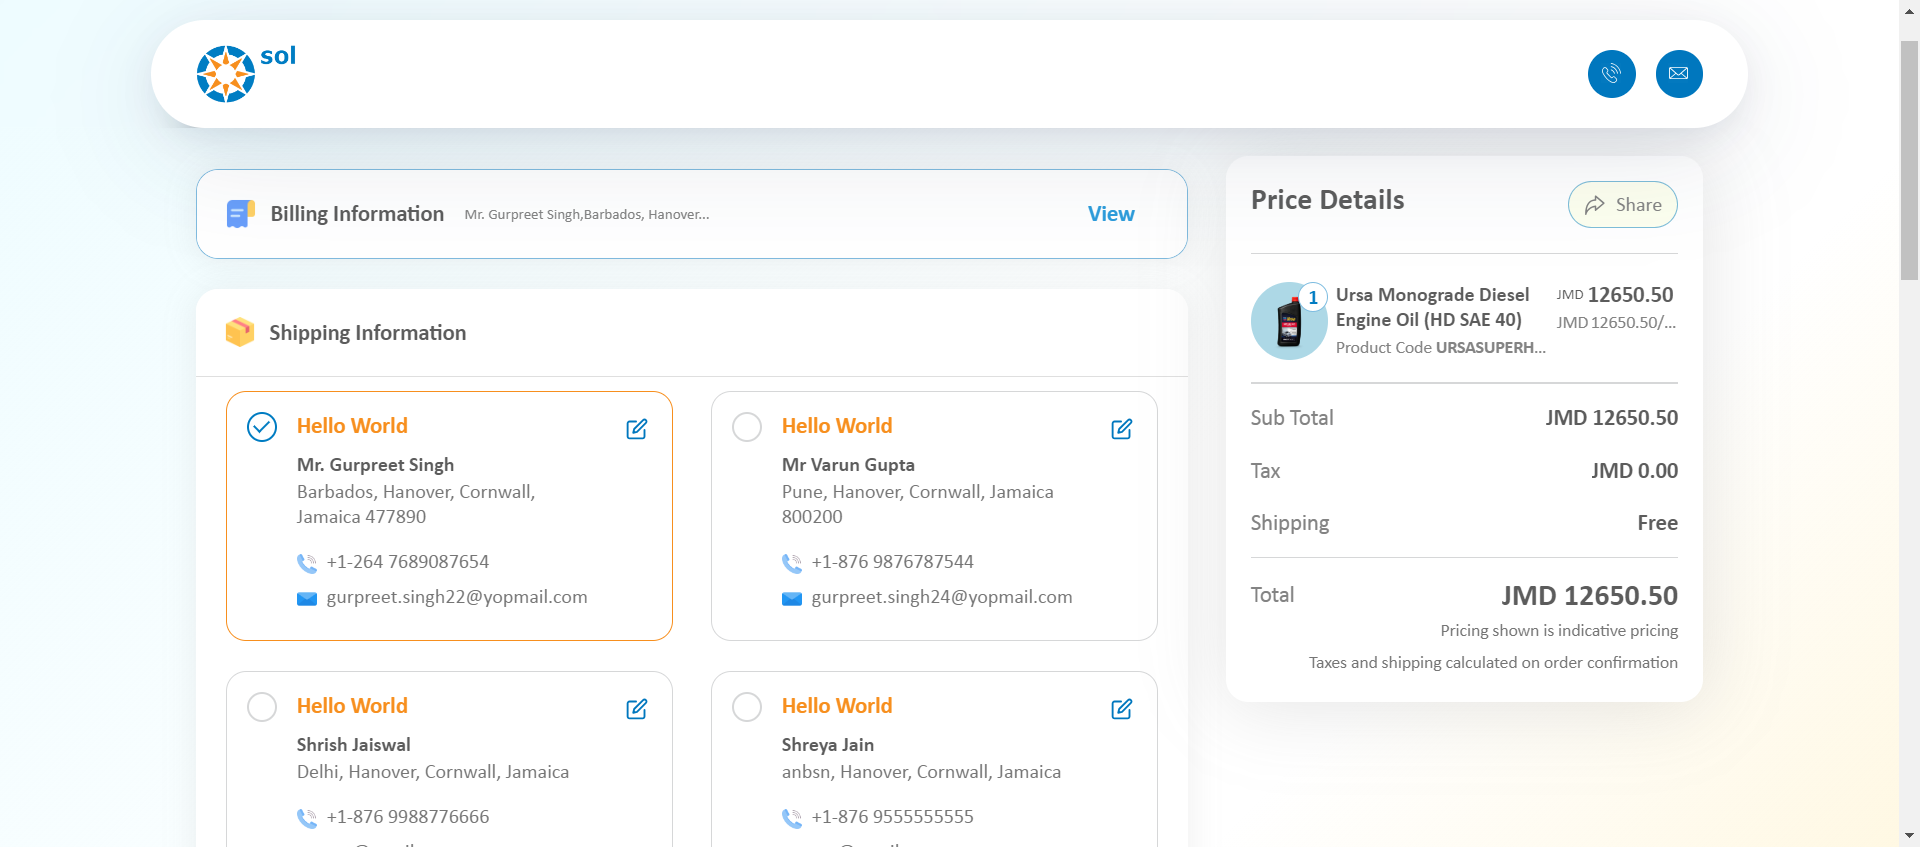 sol
Billing Information
Mr. Gurpreet Singh,Barbados, Hanover...
View
Shipping Information
Hello World
Mr. Gurpreet Singh
Barbados, Hanover, Cornwall,
Jamaica 477890
+1-264 7689087654
gurpreet.singh22@yopmail.com
Hello World
Mr Varun Gupta
Pune, Hanover, Cornwall, Jamaica
800200
+1-876 9876787544
gurpreet.singh24@yopmail.com
Hello World
Shrish Jaiswal
Delhi, Hanover, Cornwall, Jamaica
+1-876 9988776666
Hello World
Shreya Jain
anbsn, Hanover, Cornwall, Jamaica
+1-876 9555555555
Price Details
Share
1
Ursa Monograde Diesel
Engine Oil (HD SAE 40)
Product Code URSASUPERH...
JMD 12650.50
JMD 12650.50/...
Sub Total JMD 12650.50
Tax JMD 0.00
Shipping Free
Total JMD 12650.50
Pricing shown is indicative pricing
Taxes and shipping calculated on order confirmation